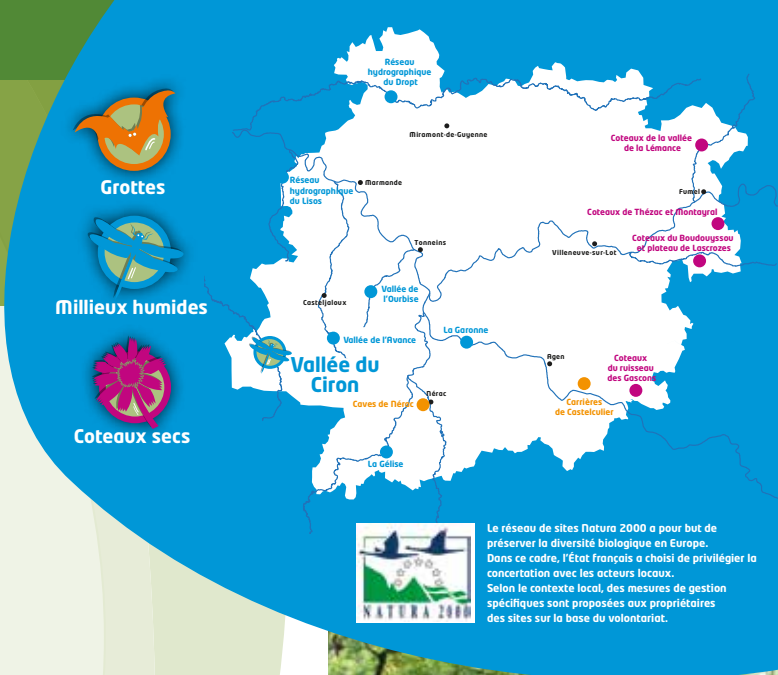 Réseau
hydrographique
du Dropt
Miramont-de-Guyenne
Coteaux de la vallée
de la Lémance
Grottes
Réseau
hydrographique
du Lisos
Marmande
Fumel
Coteaux de Thézac et Montayral
Tonneins
Coteaux du Boudouyssou
et plateau de Lascrozes
Villeneuve-sur-Lot
Millieux humides
Vallée de
l'Ourbise
Casteljaloux
La Garonne
Vallée de l'Avance
Agen
Vallée du
Ciron
Coteaux
du ruisseau
des Gascons
Nérac
Caves de Nérac
Carrières
de Castelculier
Coteaux secs
La Gélise
NATURA 2000
Le réseau de sites Natura 2000 a pour but de
préserver la diversité biologique en Europe.
Dans ce cadre, l'État français a choisi de privilégier la
concertation avec les acteurs locaux.
Selon le contexte local, des mesures de gestion
spécifiques sont proposées aux propriétaires
des sites sur la base du volontariat.